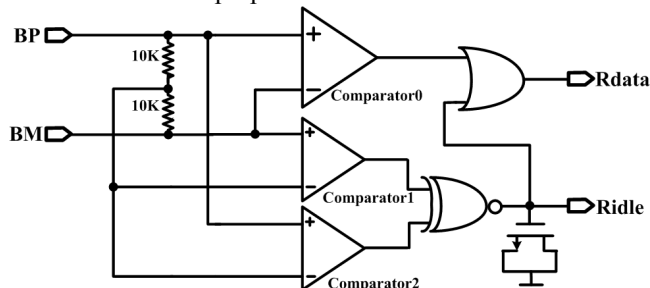 BP
+
10K
Rdata
10K
−
Comparator0
BM
+
−
Comparator1
Ridle
+
−
Comparator2